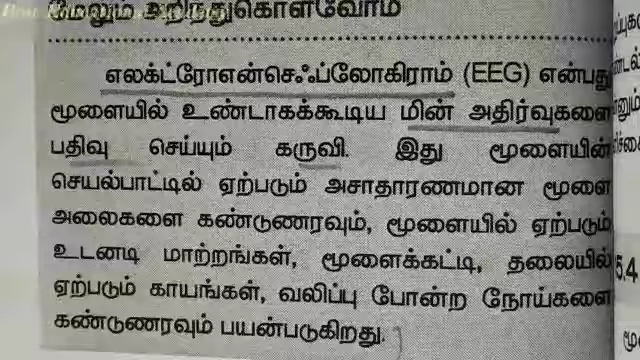 மேலும் அறிந்துகொள்வோம்
எலக்ட்ரோஎன்செஃப்லோகிராம் (EEG) என்பது
மூளையில் உண்டாகக்கூடிய மின் அதிர்வுகளை
பதிவு செய்யும் கருவி. இது மூளையின்
செயல்பாட்டில் ஏற்படும் அசாதாரணமான மூளை
அலைகளை கண்டுணரவும், மூளையில் ஏற்படும்
உடனடி மாற்றங்கள், மூளைக்கட்டி, தலையில்
ஏற்படும் காயங்கள், வலிப்பு போன்ற நோய்களை
கண்டுணரவும் பயன்படுகிறது.
5.4